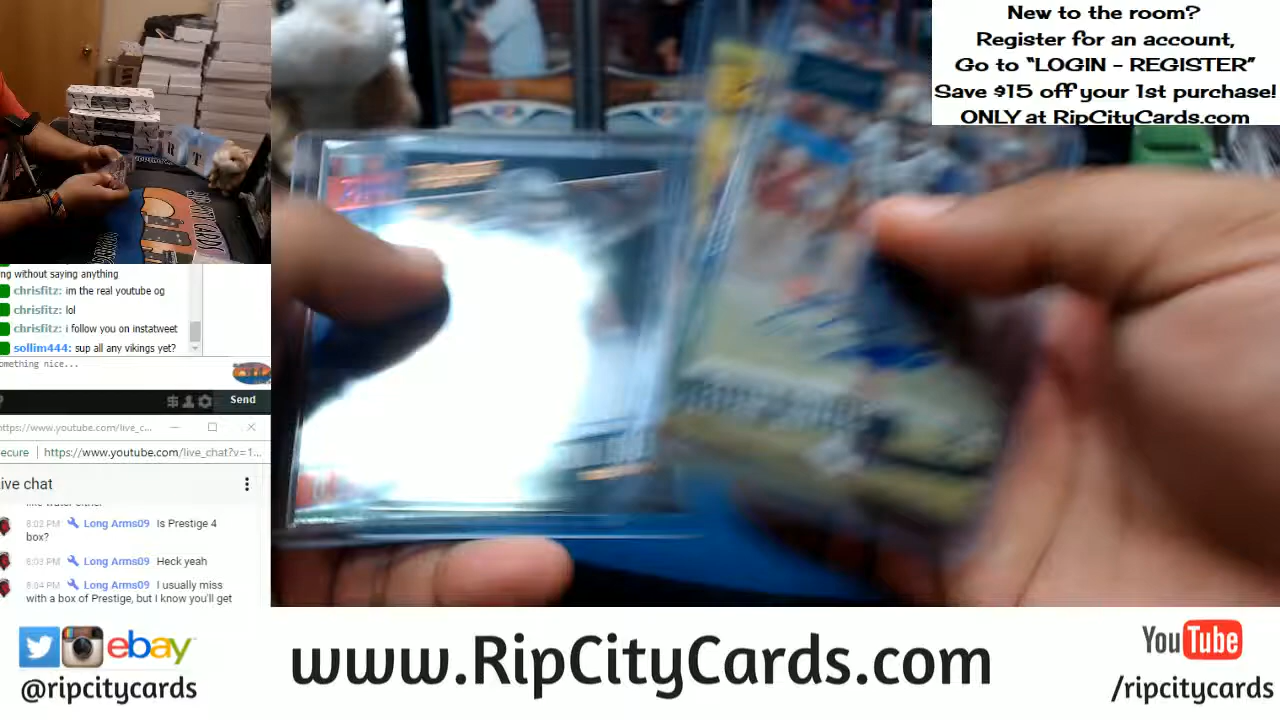 New to the room?
Register for an account,
Go to "LOGIN - REGISTER"
Save $15 off your 1st purchase!
ONLY at RipCityCards.com
ng without saying anything
chrisfitz: im the real youtube og
chrisfitz: lol
chrisfitz: i follow you on instatweet
sollim444: sup all any vikings yet?
omething nice...
Send
https://www.youtube.com/live_c...
ecure https://www.youtube.com/live_chat?v=1...
ive chat
8:02 PM Long Arms09 Is Prestige 4
box?
8:03 PM Long Arms09 Heck yeah
8:04 PM Long Arms09 I usually miss
with a box of Prestige, but I know you'll get
ebay
@ripcitycards
www.RipCityCards.com
YouTube
/ripcitycards